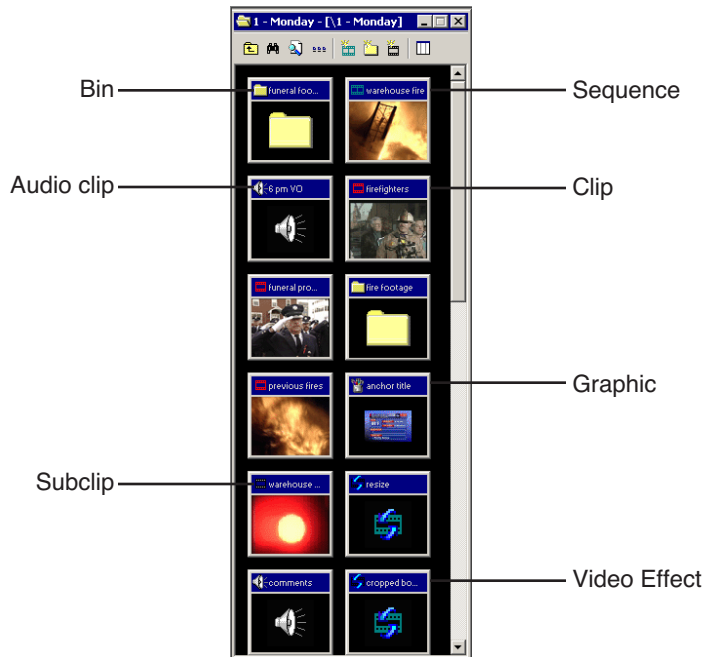 1 - Monday - [\1 - Monday]
Bin
funeral foo...
warehouse fire
Sequence
Audio clip
6 pm VO
firefighters
Clip
funeral pro...
fire footage
previous fires
anchor title
Graphic
Subclip
warehouse ...
resize
comments
cropped bo...
Video Effect